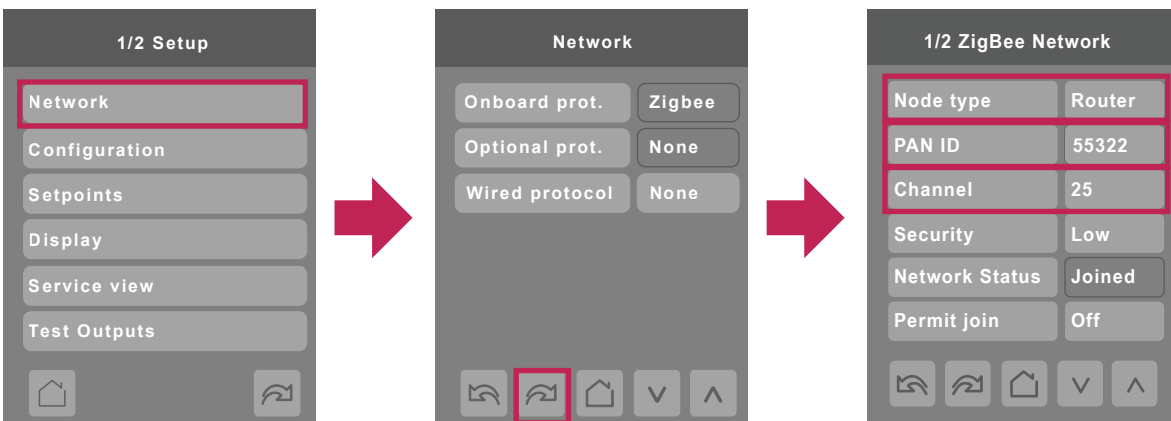 1/2 Setup
Network
Configuration
Setpoints
Display
Service view
Test Outputs
Network
Onboard prot. Zigbee
Optional prot. None
Wired protocol None
1/2 ZigBee Network
Node type Router
PAN ID 55322
Channel 25
Security Low
Network Status Joined
Permit join Off